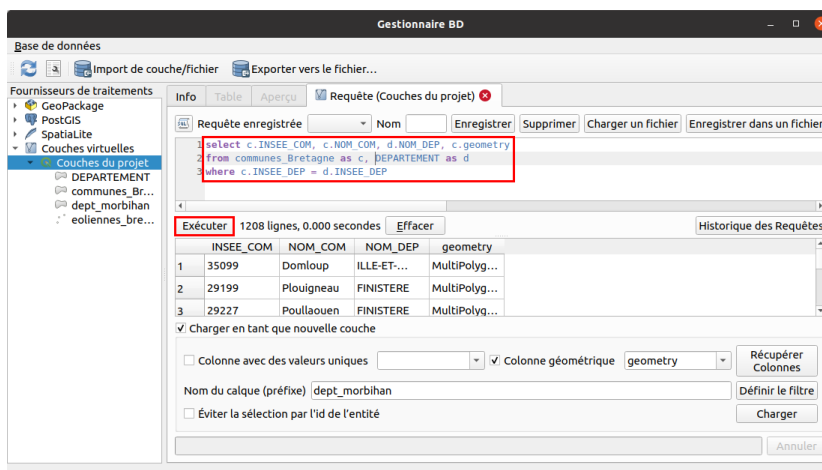 Gestionnaire BD
Base de données
Import de couche/fichier Exporter vers le fichier...
Fournisseurs de traitements
GeoPackage
PostGIS
SpatiaLite
Couches virtuelles
Couches du projet
DEPARTEMENT
communes_Br...
dept_morbihan
eoliennes_bre...
Info Table Aperçu Requête (Couches du projet)
Requête enregistrée Nom Enregistrer Supprimer Charger un fichier Enregistrer dans un fichier
1 select c.INSEE_COM, c.NOM_COM, d.NOM_DEP, c.geometry
2 from communes_Bretagne as c, DEPARTEMENT as d
3 where c.INSEE_DEP = d.INSEE_DEP
Exécuter 1208 lignes, 0.000 secondes Effacer Historique des Requêtes
INSEE_COM NOM_COM NOM_DEP geometry
1 35099 Domloup ILLE-ET-... MultiPolyg...
2 29199 Plouigneau FINISTERE MultiPolyg...
3 29227 Poullaouen FINISTERE MultiPolyg...
Charger en tant que nouvelle couche
Colonne avec des valeurs uniques Colonne géométrique geometry Récupérer Colonnes
Nom du calque (préfixe) dept_morbihan Définir le filtre
Éviter la sélection par l'id de l'entité Charger
Annuler